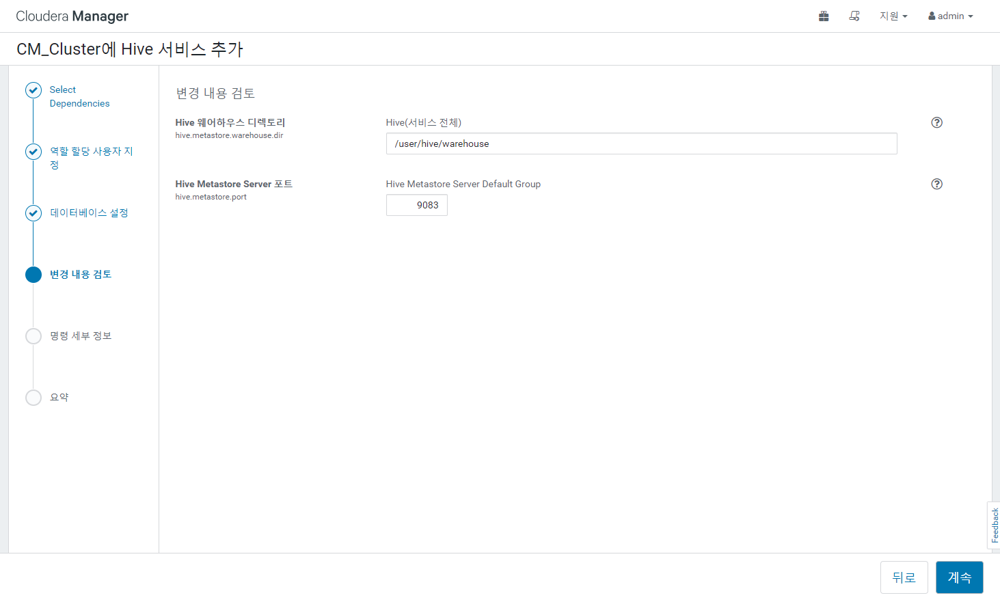 Cloudera Manager
지원
admin
CM_Cluster에 Hive 서비스 추가
Select
Dependencies
역할 할당 사용자 지
정
데이터베이스 설정
변경 내용 검토
명령 세부 정보
요약
변경 내용 검토
Hive 웨어하우스 디렉토리
hive.metastore.warehouse.dir
Hive(서비스 전체)
/user/hive/warehouse
Hive Metastore Server 포트
hive.metastore.port
Hive Metastore Server Default Group
9083
Feedback
뒤로
계속